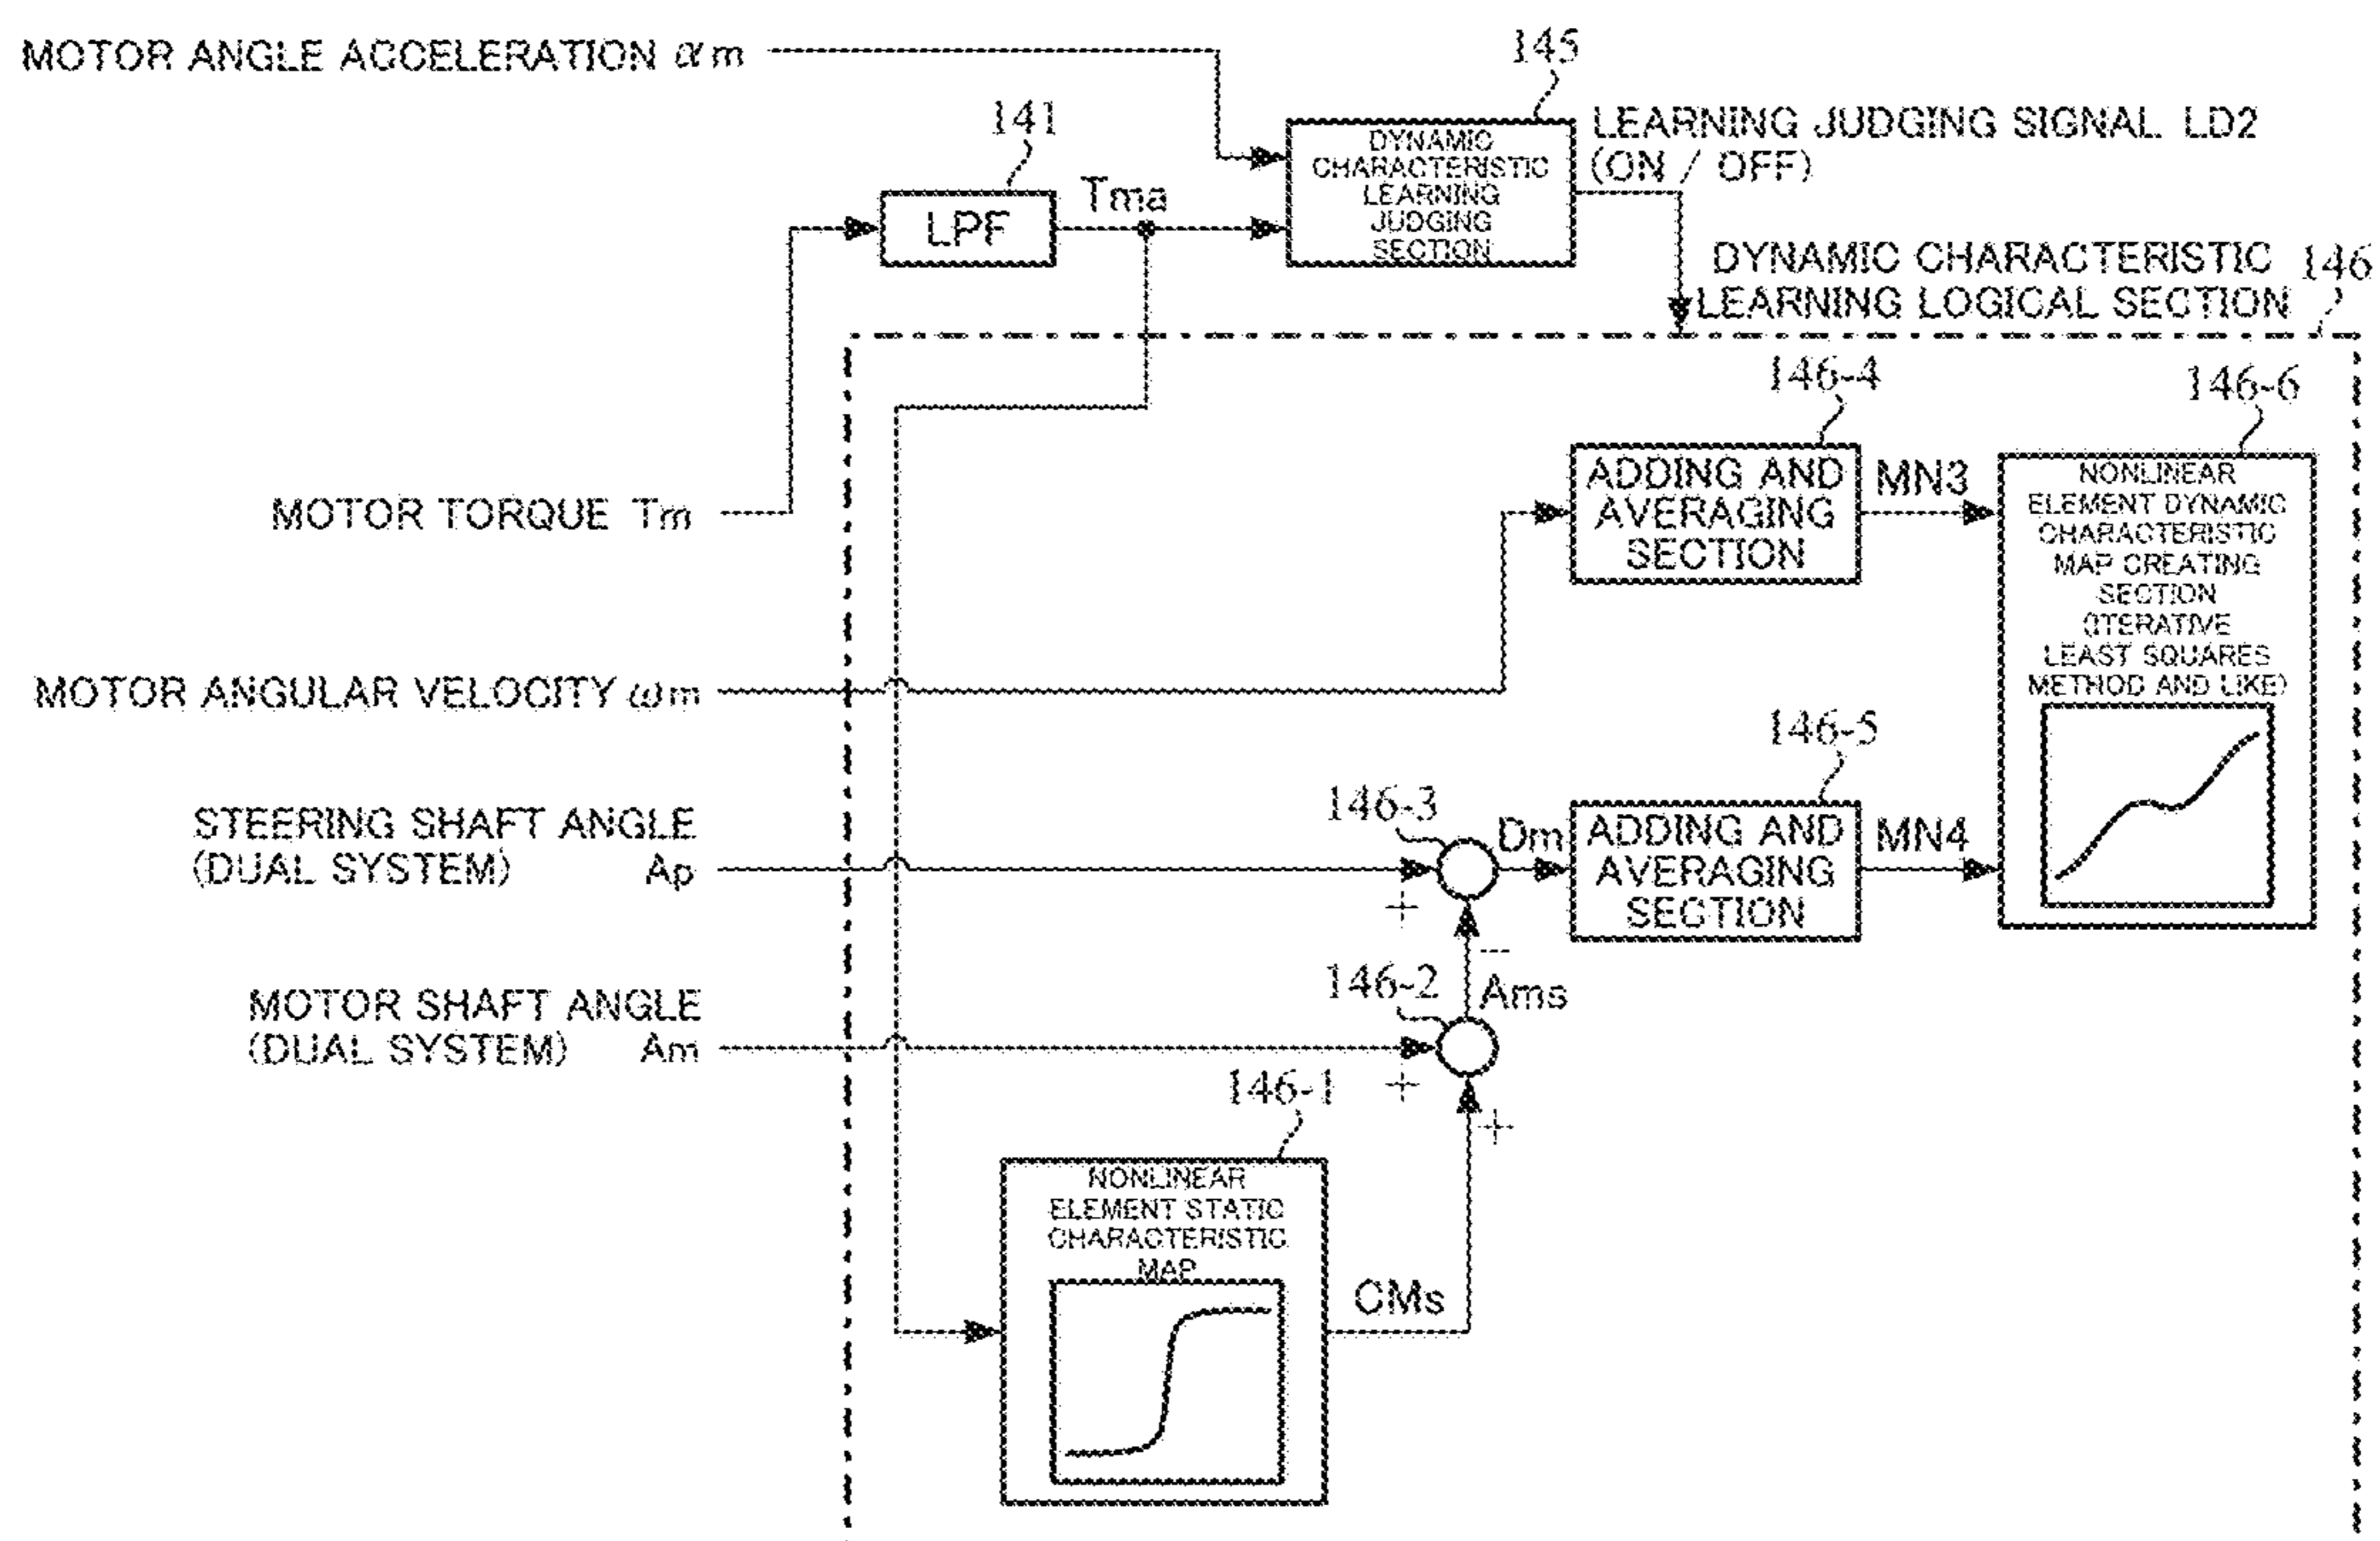 MOTOR ANGLE ACCELERATION αm
145
141
LPF
Tma
DYNAMIC
CHARACTERISTIC
LEARNING
JUDGING
SECTION
LEARNING JUDGING SIGNAL LD2
(ON / OFF)
DYNAMIC CHARACTERISTIC
LEARNING LOGICAL SECTION
146
MOTOR TORQUE Tm
146-4
ADDING AND
AVERAGING
SECTION
MN3
146-6
NONLINEAR
ELEMENT DYNAMIC
CHARACTERISTIC
MAP CREATING
SECTION
(ITERATIVE
LEAST SQUARES
METHOD AND LIKE)
MOTOR ANGULAR VELOCITY ωm
STEERING SHAFT ANGLE
(DUAL SYSTEM) Ap
146-3
+
−
Dm
146-5
ADDING AND
AVERAGING
SECTION
MN4
MOTOR SHAFT ANGLE
(DUAL SYSTEM) Am
146-2
Ams
+
+
146-1
NONLINEAR
ELEMENT STATIC
CHARACTERISTIC
MAP
CMs